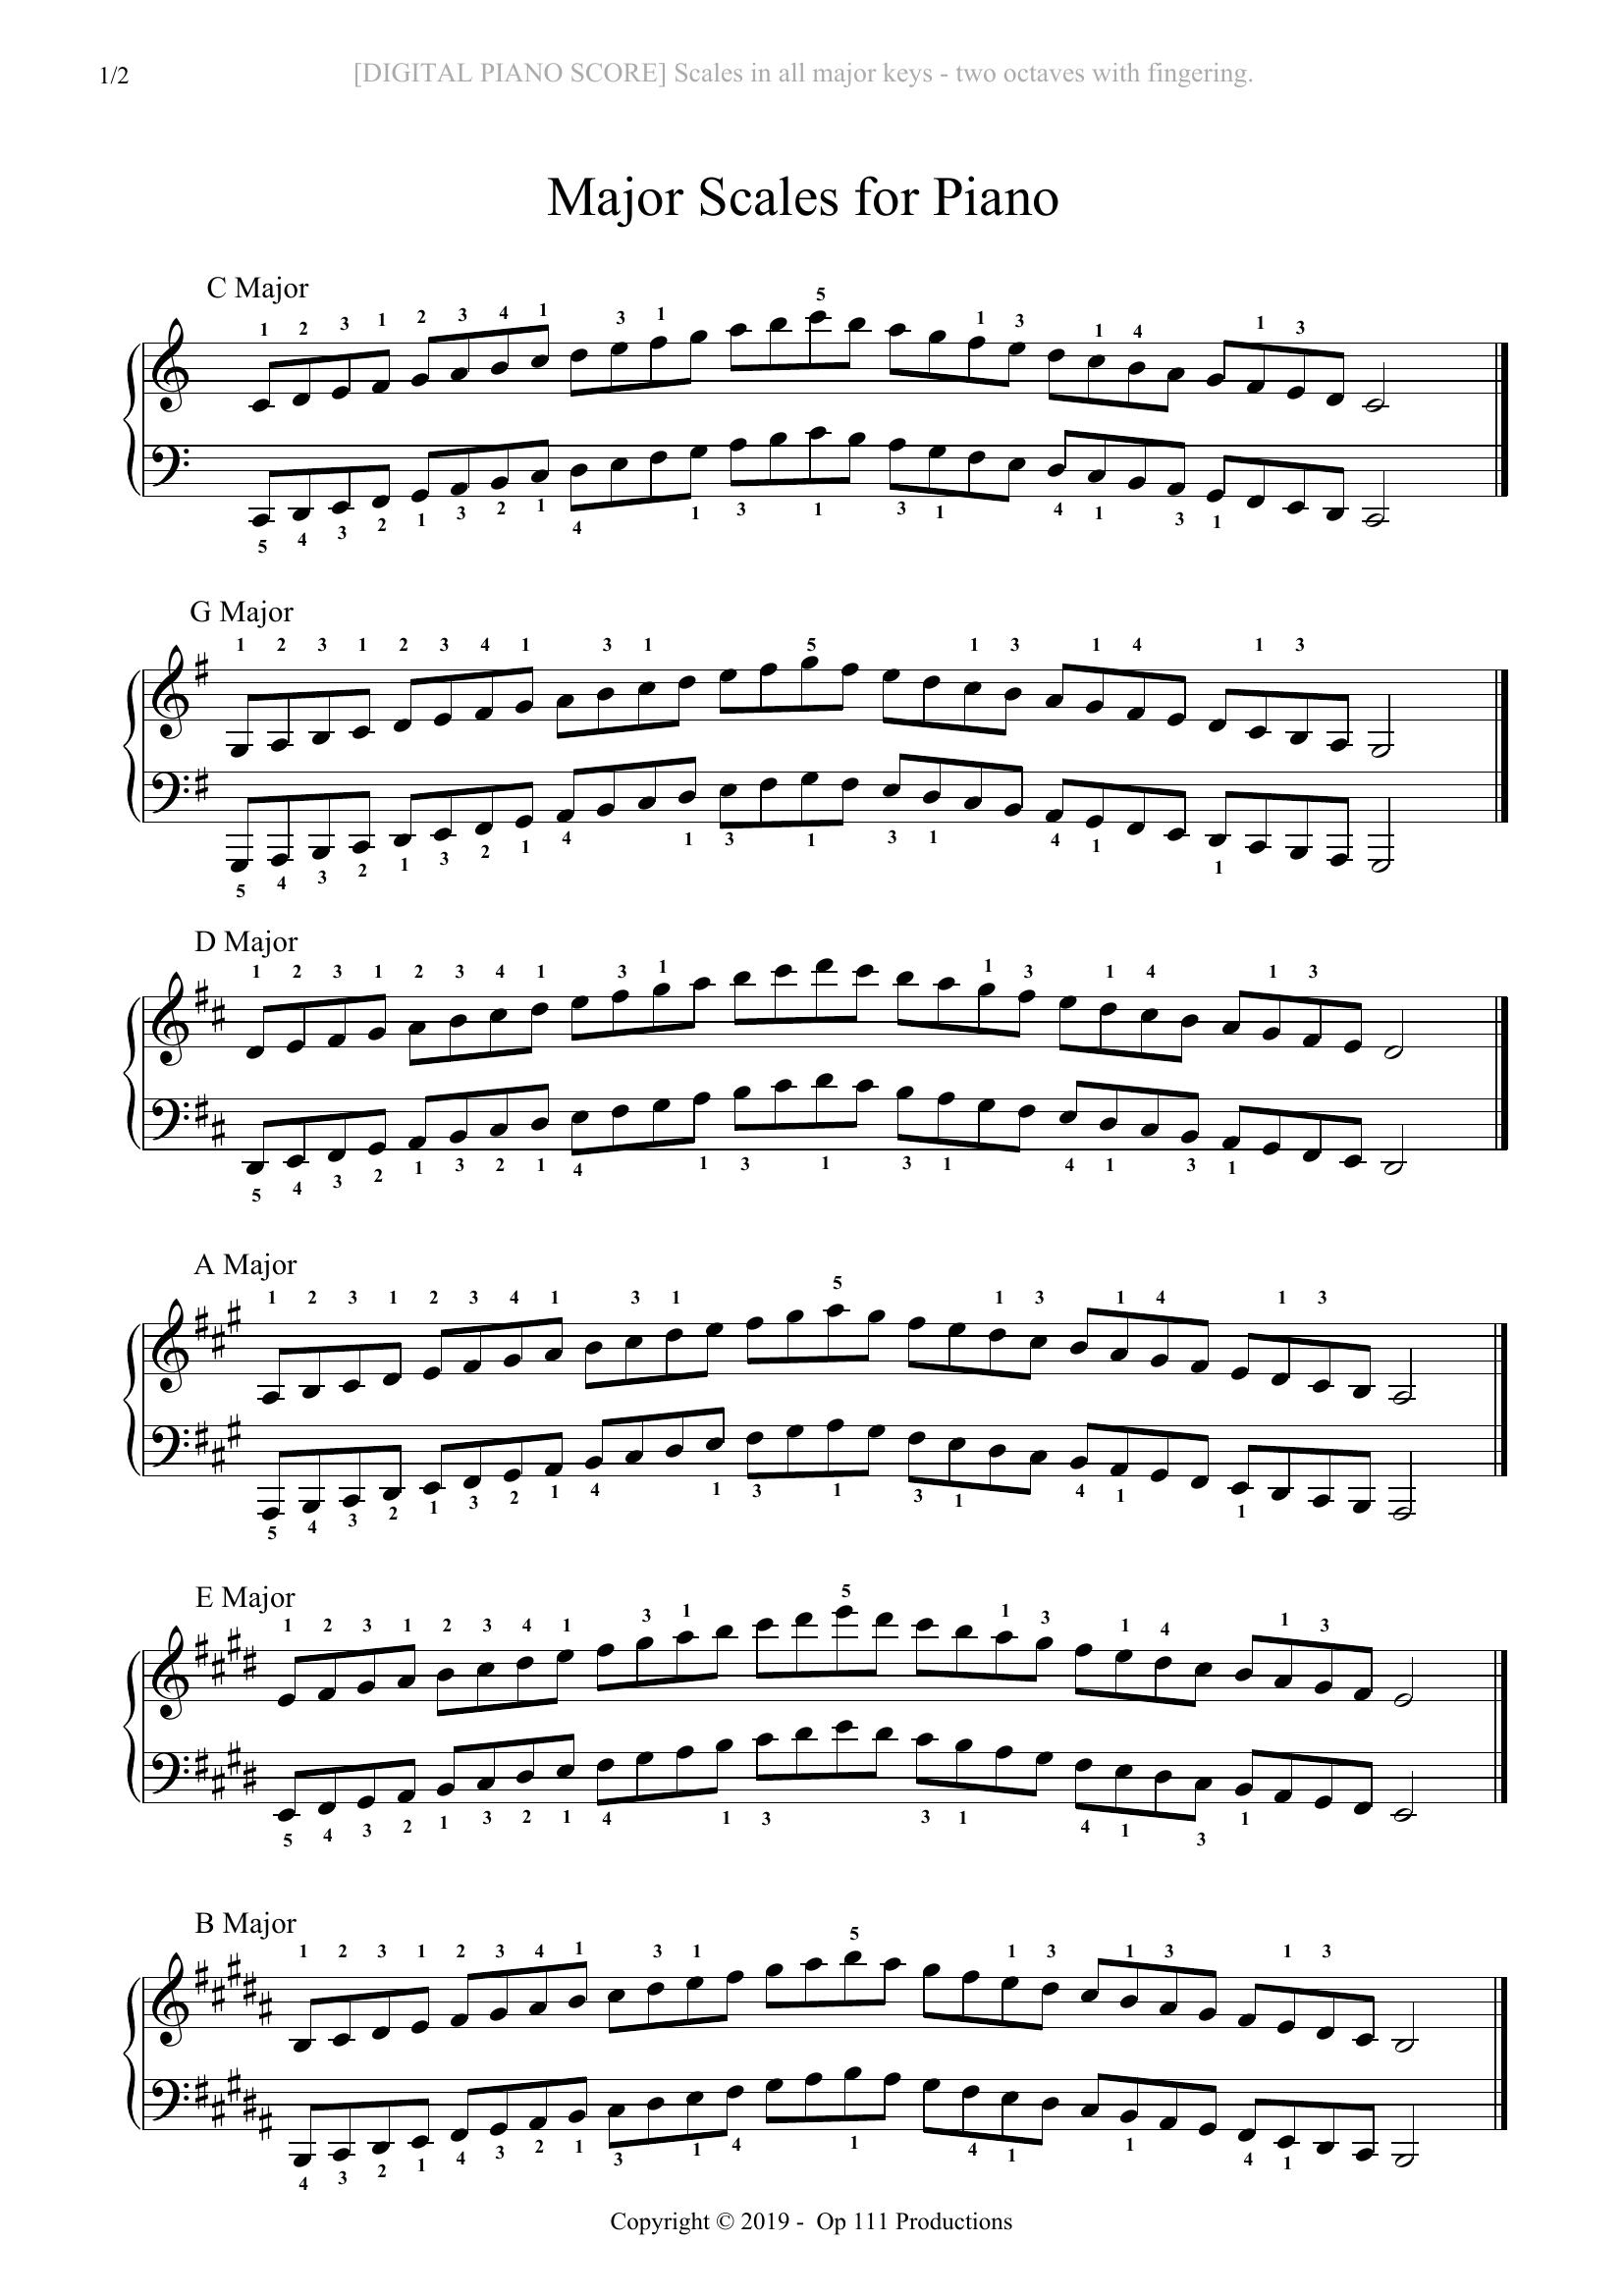 1/2 [DIGITAL PIANO SCORE] Scales in all major keys - two octaves with fingering.
Major Scales for Piano
C Major
1 2 3 1 2 3 4 1 3 1 5 1 3 1 4 1 3
5 4 3 2 1 3 2 1 4 1 3 1 3 1 4 1 3 1
G Major
1 2 3 1 2 3 4 1 3 1 5 1 3 1 4 1 3
5 4 3 2 1 3 2 1 4 1 3 1 3 1 4 1 1
D Major
1 2 3 1 2 3 4 1 3 1 1 3 1 4 1 3
5 4 3 2 1 3 2 1 4 1 3 1 3 1 4 1 3 1
A Major
1 2 3 1 2 3 4 1 3 1 5 1 3 1 4 1 3
5 4 3 2 1 3 2 1 4 1 3 1 3 1 4 1 1
E Major
1 2 3 1 2 3 4 1 3 1 5 1 3 1 4 1 3
5 4 3 2 1 3 2 1 4 1 3 3 1 4 1 3 1
B Major
1 2 3 1 2 3 4 1 3 1 5 1 3 1 3 1 3
4 3 2 1 4 3 2 1 3 1 4 1 4 1 1 4 1
Copyright © 2019 - Op 111 Productions